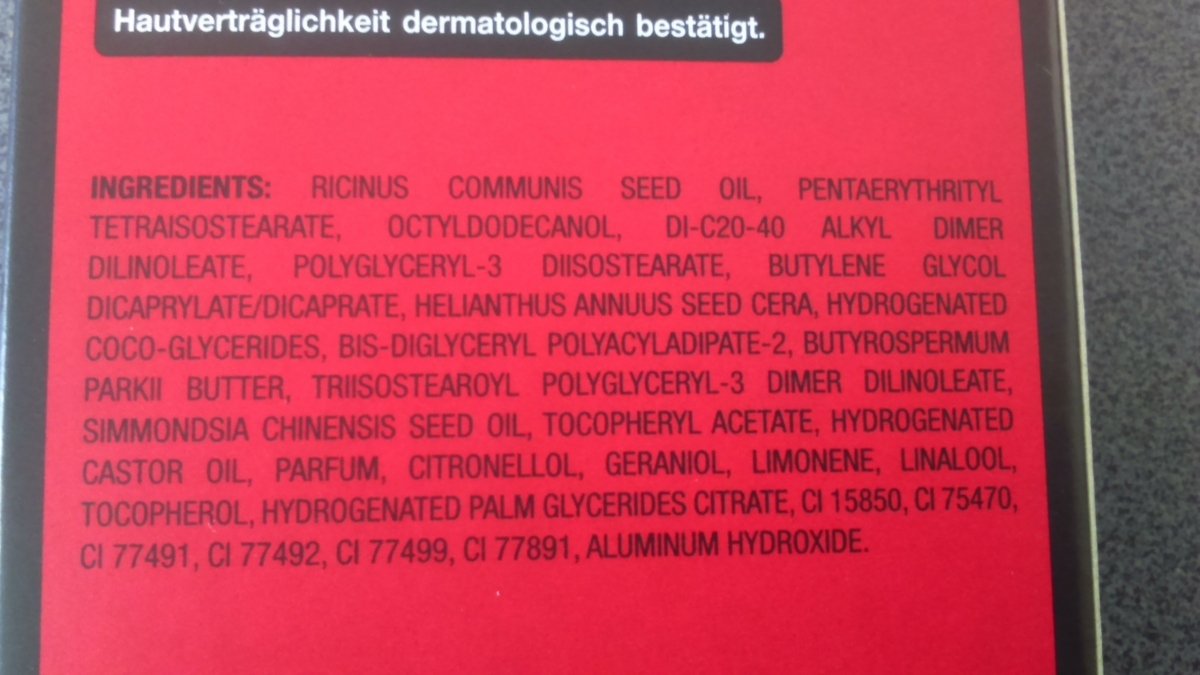 Hautverträglichkeit dermatologisch bestätigt.
INGREDIENTS: RICINUS COMMUNIS SEED OIL, PENTAERYTHRITYL
TETRAISOSTEARATE, OCTYLDODECANOL, DI-C20-40 ALKYL DIMER
DILINOLEATE, POLYGLYCERYL-3 DIISOSTEARATE, BUTYLENE GLYCOL
DICAPRYLATE/DICAPRATE, HELIANTHUS ANNUUS SEED CERA, HYDROGENATED
COCO-GLYCERIDES, BIS-DIGLYCERYL POLYACYLADIPATE-2, BUTYROSPERMUM
PARKII BUTTER, TRIISOSTEAROYL POLYGLYCERYL-3 DIMER DILINOLEATE,
SIMMONDSIA CHINENSIS SEED OIL, TOCOPHERYL ACETATE, HYDROGENATED
CASTOR OIL, PARFUM, CITRONELLOL, GERANIOL, LIMONENE, LINALOOL,
TOCOPHEROL, HYDROGENATED PALM GLYCERIDES CITRATE, CI 15850, CI 75470,
CI 77491, CI 77492, CI 77499, CI 77891, ALUMINUM HYDROXIDE.